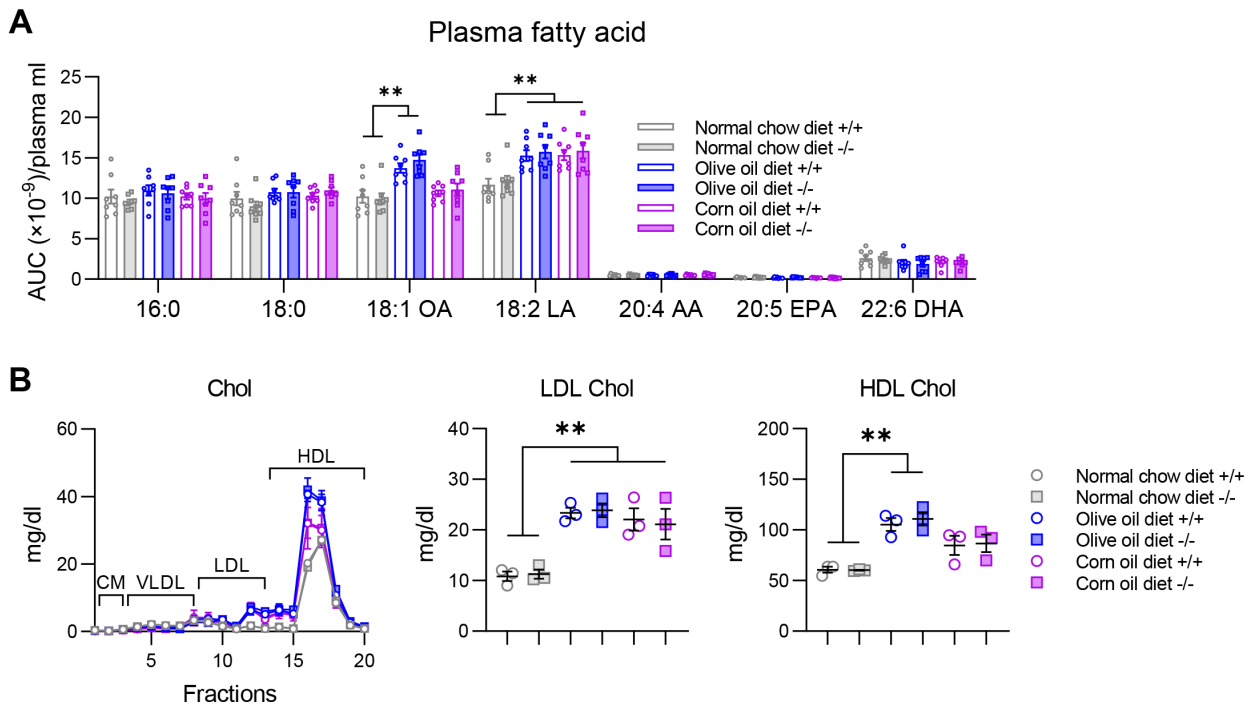 A
Plasma fatty acid
AUC (×10⁻⁹)/plasma ml
25
20
15
10
5
0
**
**
16:0
18:0
18:1 OA
18:2 LA
20:4 AA
20:5 EPA
22:6 DHA
Normal chow diet +/+
Normal chow diet -/-
Olive oil diet +/+
Olive oil diet -/-
Corn oil diet +/+
Corn oil diet -/-
B
Chol
mg/dl
60
40
20
0
CM
VLDL
LDL
HDL
5
10
15
20
Fractions
LDL Chol
mg/dl
40
30
20
10
0
**
HDL Chol
mg/dl
200
150
100
50
0
**
Normal chow diet +/+
Normal chow diet -/-
Olive oil diet +/+
Olive oil diet -/-
Corn oil diet +/+
Corn oil diet -/-